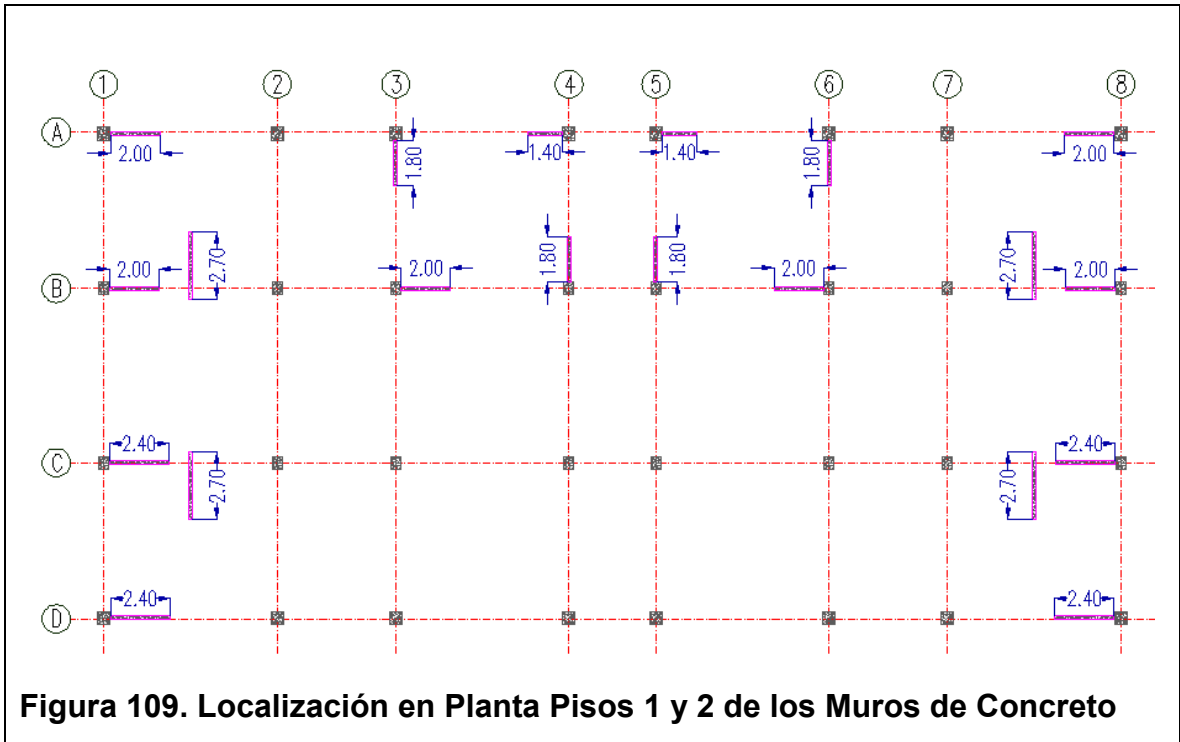 1 2 3 4 5 6 7 8
A
2.00 1.80 1.40 1.40 1.80 2.00
B
2.00 2.70 2.00 1.80 1.80 2.00 2.70 2.00
C
2.40 2.70 2.70 2.40
D
2.40 2.40
Figura 109. Localización en Planta Pisos 1 y 2 de los Muros de Concreto